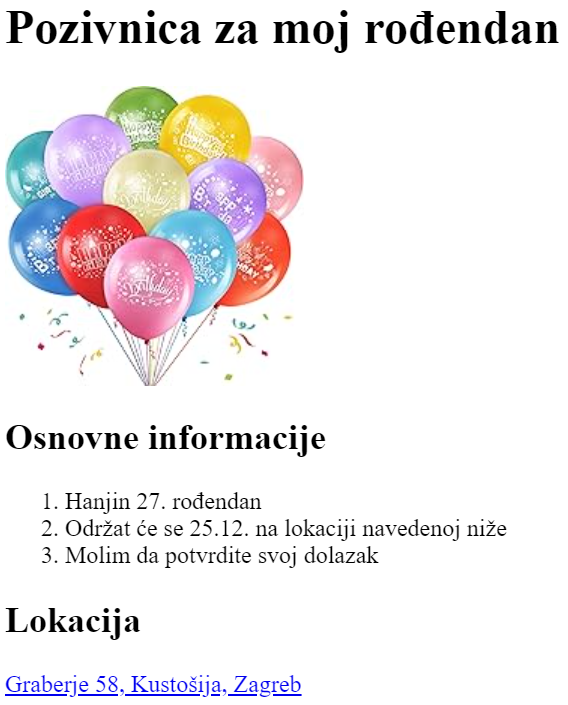 Pozivnica za moj rođendan
Osnovne informacije
1. Hanjin 27. rođendan
2. Održat će se 25.12. na lokaciji navedenoj niže
3. Molim da potvrdite svoj dolazak
Lokacija
Graberje 58, Kustošija, Zagreb